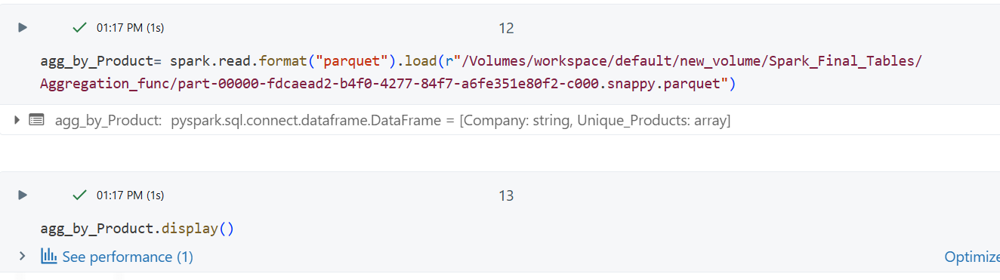 01:17 PM (1s)
12
agg_by_Product= spark.read.format("parquet").load(r"/Volumes/workspace/default/new_volume/Spark_Final_Tables/
Aggregation_func/part-00000-fdcaead2-b4f0-4277-84f7-a6fe351e80f2-c000.snappy.parquet")
agg_by_Product: pyspark.sql.connect.dataframe.DataFrame = [Company: string, Unique_Products: array]
01:17 PM (1s)
13
agg_by_Product.display()
See performance (1)
Optimize